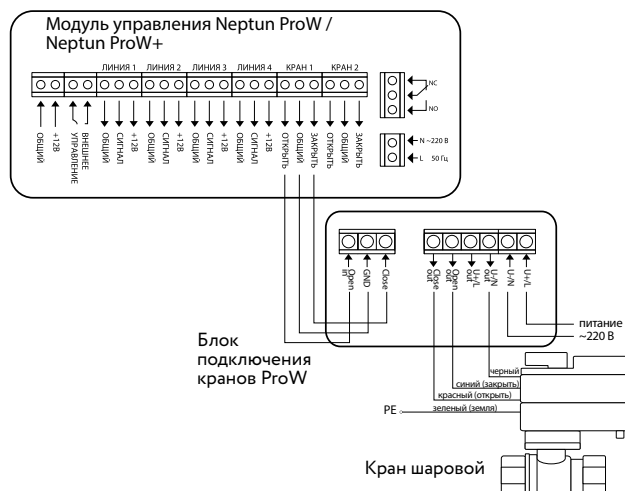 Модуль управления Neptun ProW /
Neptun ProW+
ЛИНИЯ 1 ЛИНИЯ 2 ЛИНИЯ 3 ЛИНИЯ 4 КРАН 1 КРАН 2
ОБЩИЙ
+12В
ВНЕШНЕЕ
УПРАВЛЕНИЕ
ОБЩИЙ
СИГНАЛ
+12В
ОБЩИЙ
СИГНАЛ
+12В
ОБЩИЙ
СИГНАЛ
+12В
ОБЩИЙ
СИГНАЛ
+12В
ОТКРЫТЬ
ОБЩИЙ
ЗАКРЫТЬ
ОТКРЫТЬ
ОБЩИЙ
ЗАКРЫТЬ
NC
NO
N ~220 В
L 50 Гц
Open
in
GND
Close
Close
out
Open
out
U+/L
out
U-/N
out
U-/N
U+/L
питание
~220 В
Блок
подключения
кранов ProW
черный
синий (закрыть)
красный (открыть)
PE
зеленый (земля)
Кран шаровой